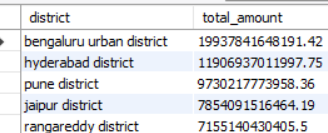 district total_amount
bengaluru urban district 19937841648191.42
hyderabad district 11906937011997.75
pune district 9730217773958.36
jaipur district 7854091516464.19
rangareddy district 7155140430405.5